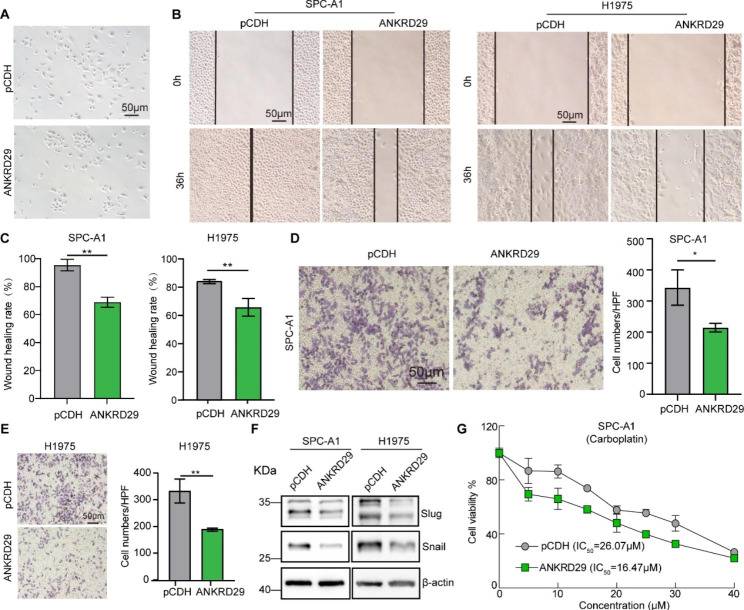 A
pCDH
50μm
ANKRD29
B
SPC-A1
pCDH
ANKRD29
H1975
pCDH
ANKRD29
0h
50μm
36h
0h
50μm
36h
C
SPC-A1
Wound healing rate (%)
100
80
60
40
20
0
**
pCDH
ANKRD29
H1975
Wound healing rate (%)
100
80
60
40
20
0
**
pCDH
ANKRD29
D
pCDH
ANKRD29
SPC-A1
50μm
SPC-A1
Cell numbers/HPF
500
400
300
200
100
0
*
pCDH
ANKRD29
E
H1975
pCDH
50μm
ANKRD29
H1975
Cell numbers/HPF
400
300
200
100
0
**
pCDH
ANKRD29
F
SPC-A1
H1975
KDa
pCDH
ANKRD29
pCDH
ANKRD29
35
Slug
Snail
25
40
β-actin
G
SPC-A1
(Carboplatin)
Cell viability %
120
80
40
0
pCDH (IC50=26.07μM)
ANKRD29 (IC50=16.47μM)
0 10 20 30 40
Concentration (μM)